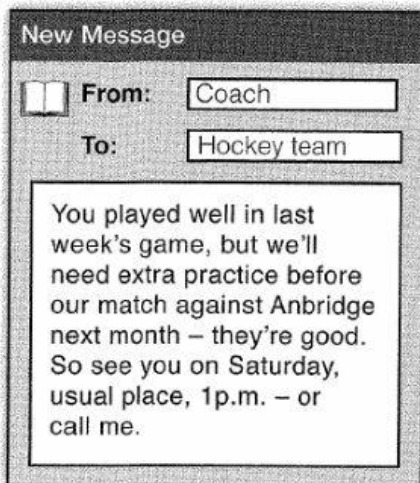 New Message
From: Coach
To: Hockey team
You played well in last
week's game, but we'll
need extra practice before
our match against Anbridge
next month – they're good.
So see you on Saturday,
usual place, 1p.m. – or
call me.